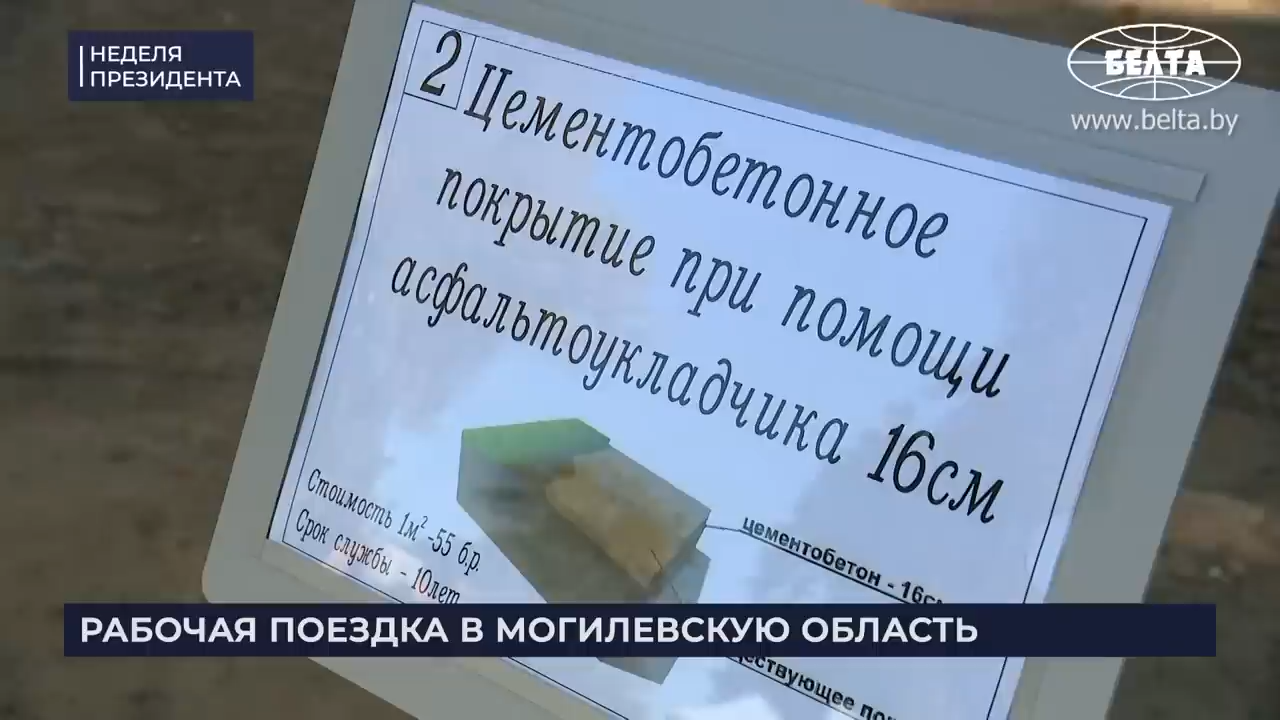 НЕДЕЛЯ
ПРЕЗИДЕНТА
БЕЛТА
www.belta.by
2 Цементобетонное
покрытие при помощи
асфальтоукладчика 16см
Стоимость 1м² -55 б.р.
Срок службы - 10лет
цементобетон - 16см
РАБОЧАЯ ПОЕЗДКА В МОГИЛЕВСКУЮ ОБЛАСТЬ